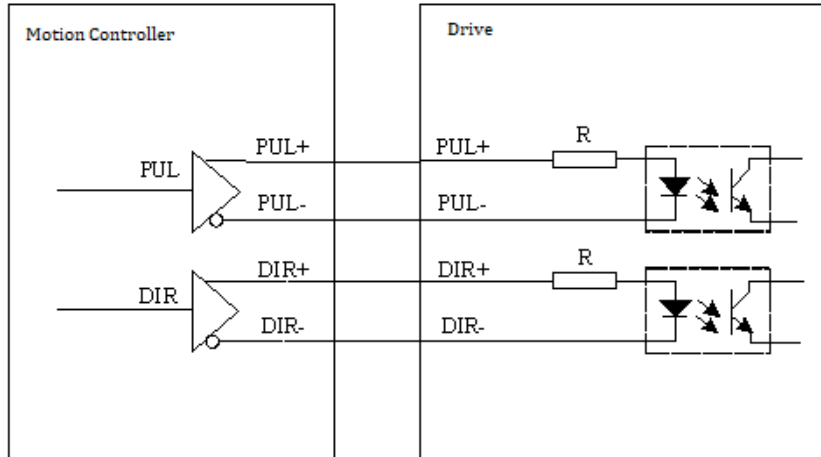 Motion Controller
Drive
PUL
PUL+
PUL-
PUL+
PUL-
R
DIR
DIR+
DIR-
DIR+
DIR-
R